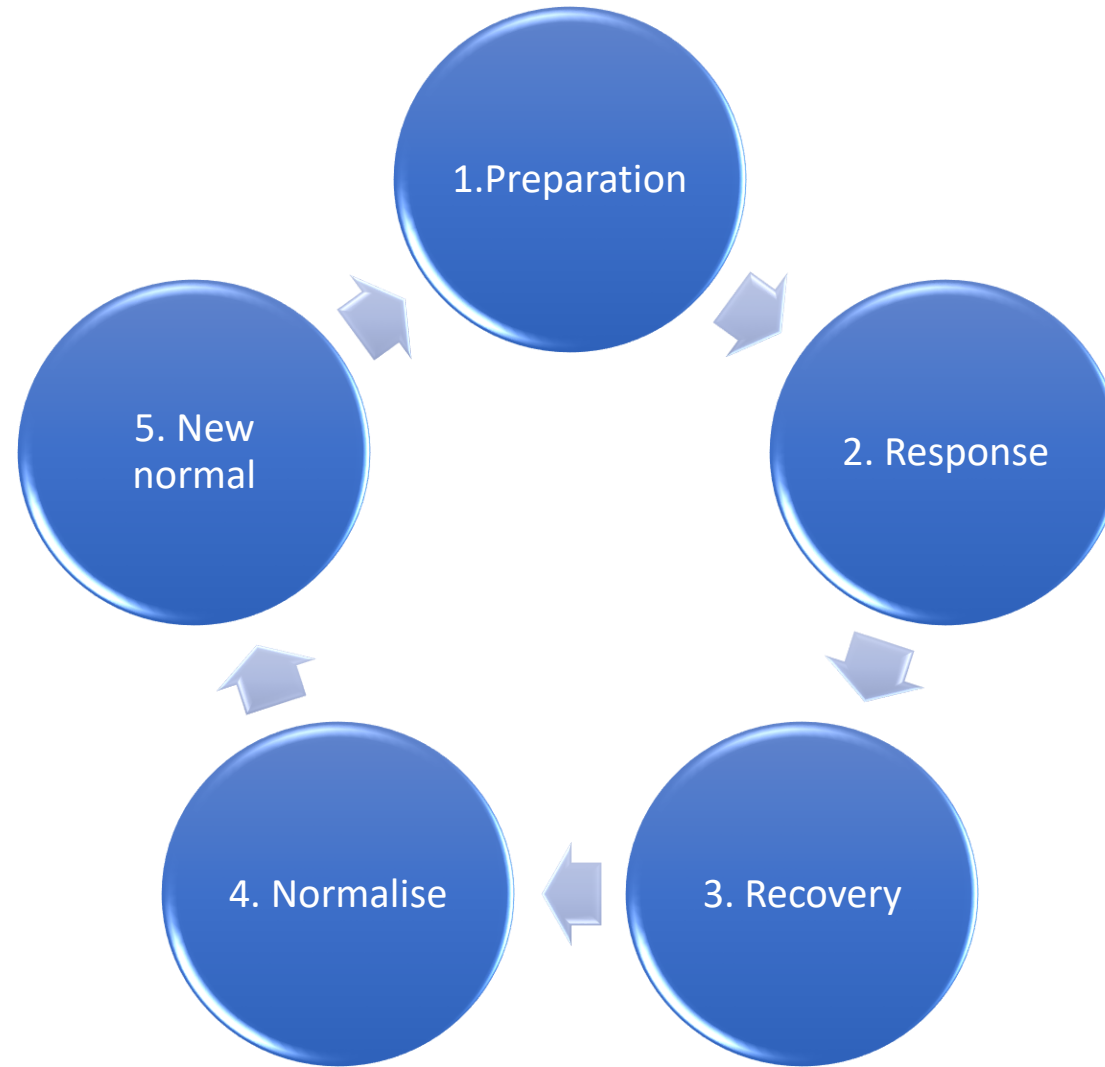 1.Preparation
2. Response
3. Recovery
4. Normalise
5. New
normal